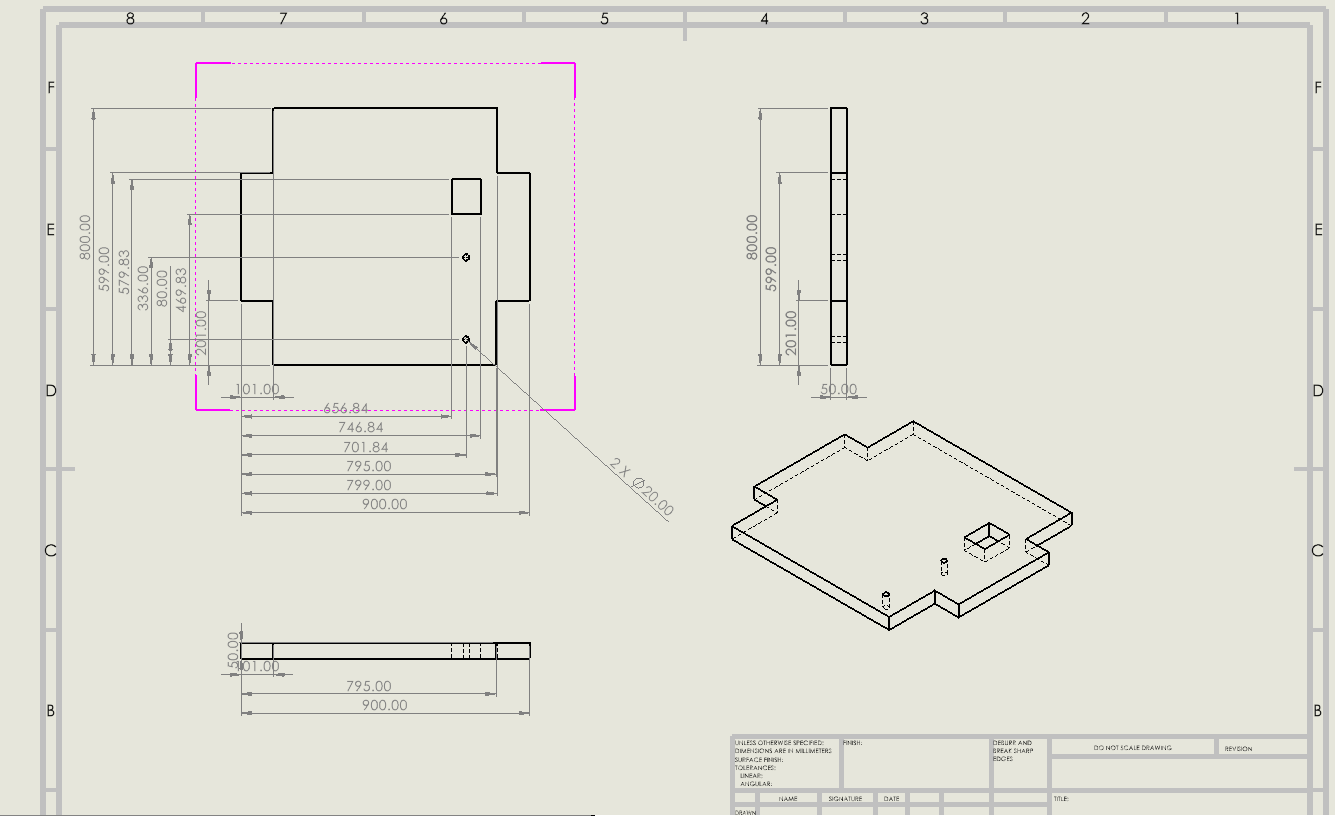 8 7 6 5 4 3 2 1
F F
800.00
599.00
579.83
336.00
80.00
469.83
201.00
101.00
656.84
746.84
701.84
795.00
799.00
900.00
2 X Ø20.00
800.00
599.00
201.00
50.00
E E
D D
C C
50.00
101.00
795.00
900.00
B B
UNLESS OTHERWISE SPECIFIED:
DIMENSIONS ARE IN MILLIMETERS
SURFACE FINISH:
TOLERANCES:
LINEAR:
ANGULAR:
FINISH:
DEBURR AND
BREAK SHARP
EDGES
DO NOT SCALE DRAWING
REVISION
NAME SIGNATURE DATE
TITLE:
DRAWN